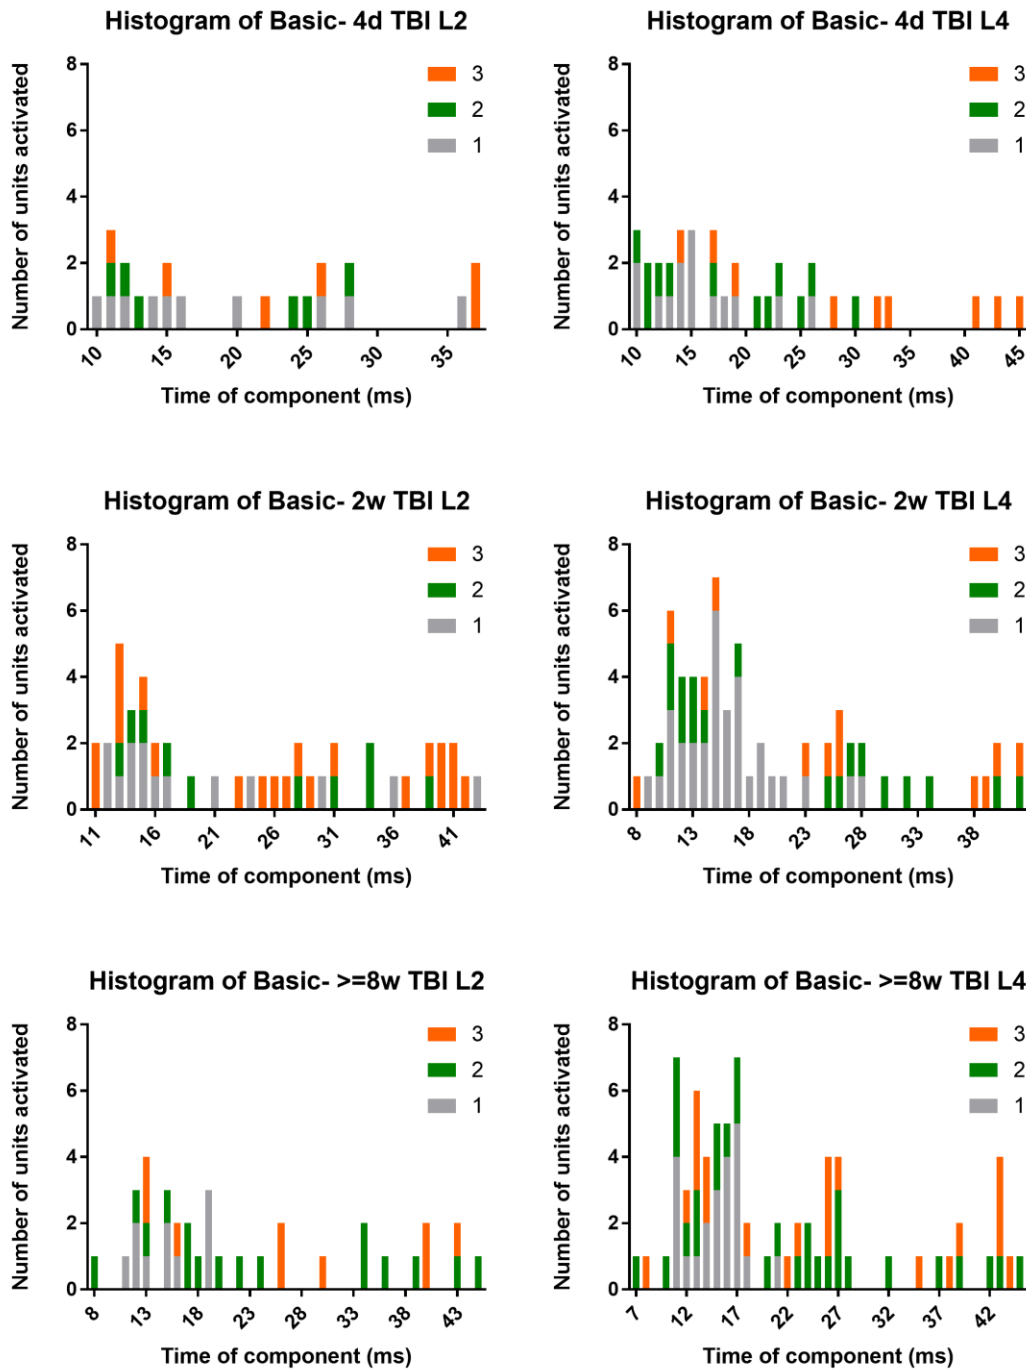 Histogram of Basic- 4d TBI L2
Number of units activated
8
6
4
2
0
3
2
1
10 15 20 25 30 35
Time of component (ms)
Histogram of Basic- 4d TBI L4
Number of units activated
8
6
4
2
0
3
2
1
10 15 20 25 30 35 40 45
Time of component (ms)
Histogram of Basic- 2w TBI L2
Number of units activated
8
6
4
2
0
3
2
1
11 16 21 26 31 36 41
Time of component (ms)
Histogram of Basic- 2w TBI L4
Number of units activated
8
6
4
2
0
3
2
1
8 13 18 23 28 33 38
Time of component (ms)
Histogram of Basic- >=8w TBI L2
Number of units activated
8
6
4
2
0
3
2
1
8 13 18 23 28 33 38 43
Time of component (ms)
Histogram of Basic- >=8w TBI L4
Number of units activated
8
6
4
2
0
3
2
1
7 12 17 22 27 32 37 42
Time of component (ms)